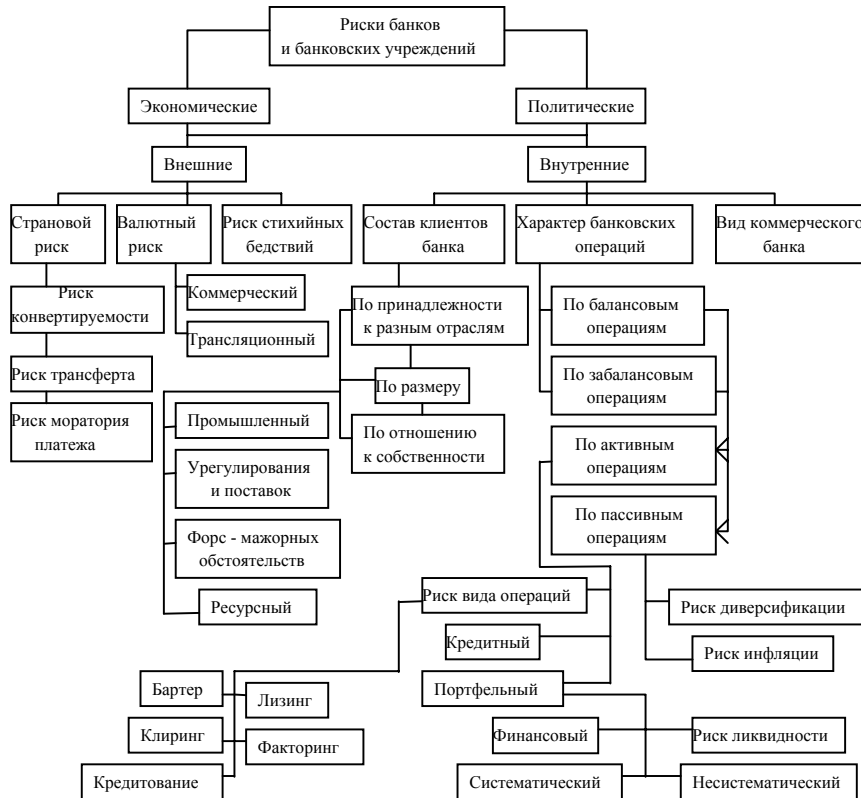 Риски банков
и банковских учреждений
Экономические
Политические
Внешние
Внутренние
Страновой
риск
Валутный
риск
Риск стихийных
бедствий
Состав клиентов
банка
Характер банковских
операций
Вид коммерческого
банка
Риск
конвертируемости
Риск трансферта
Риск моратория
платежа
Коммерческий
Трансляционный
По принадлежности
к разным отраслям
По размеру
По отношению
к собственности
По балансовым
операциям
По забалансовым
операциям
По активным
операциям
По пассивным
операциям
Промышленный
Урегулирования
и поставок
Форс - мажорных
обстоятельств
Ресурсный
Риск вида операций
Кредитный
Портфельный
Риск диверсификации
Риск инфляции
Бартер
Лизинг
Клиринг
Факторинг
Кредитование
Финансовый
Риск ликвидности
Систематический
Несистематический